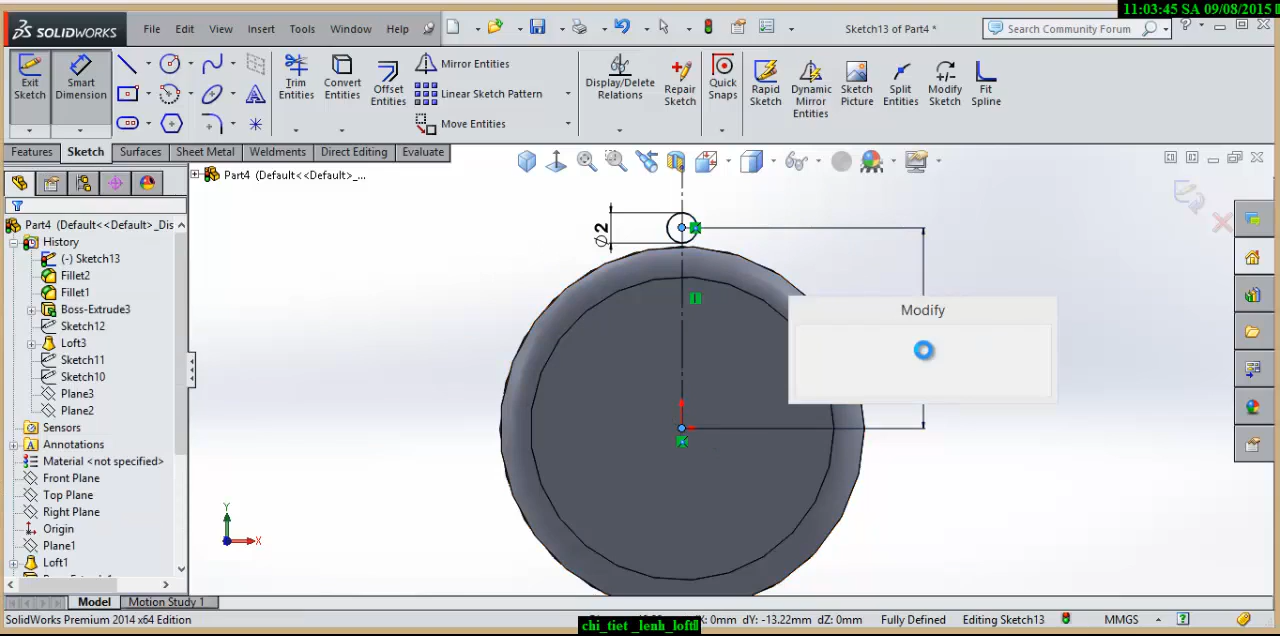 11:03:45 SA 09/08/2015
SOLIDWORKS File Edit View Insert Tools Window Help Sketch13 of Part4 * Search Community Forum ?
Exit Sketch
Smart Dimension
Trim Entities
Convert Entities
Offset Entities
Mirror Entities
Linear Sketch Pattern
Move Entities
Display/Delete Relations
Repair Sketch
Quick Snaps
Rapid Sketch
Dynamic Mirror Entities
Sketch Picture
Split Entities
Modify Sketch
Fit Spline
Features Sketch Surfaces Sheet Metal Weldments Direct Editing Evaluate
Part4 (Default<<Default>_...
Part4 (Default<<Default>_Dis
History
(-) Sketch13
Fillet2
Fillet1
Boss-Extrude3
Sketch12
Loft3
Sketch11
Sketch10
Plane3
Plane2
Sensors
Annotations
Material <not specified>
Front Plane
Top Plane
Right Plane
Origin
Plane1
Loft1
∅2
Modify
Y
X
Model Motion Study 1
SolidWorks Premium 2014 x64 Edition
dX: 0mm dY: -13.22mm dZ: 0mm Fully Defined Editing Sketch13 MMGS
chi_tiet _lenh_loft